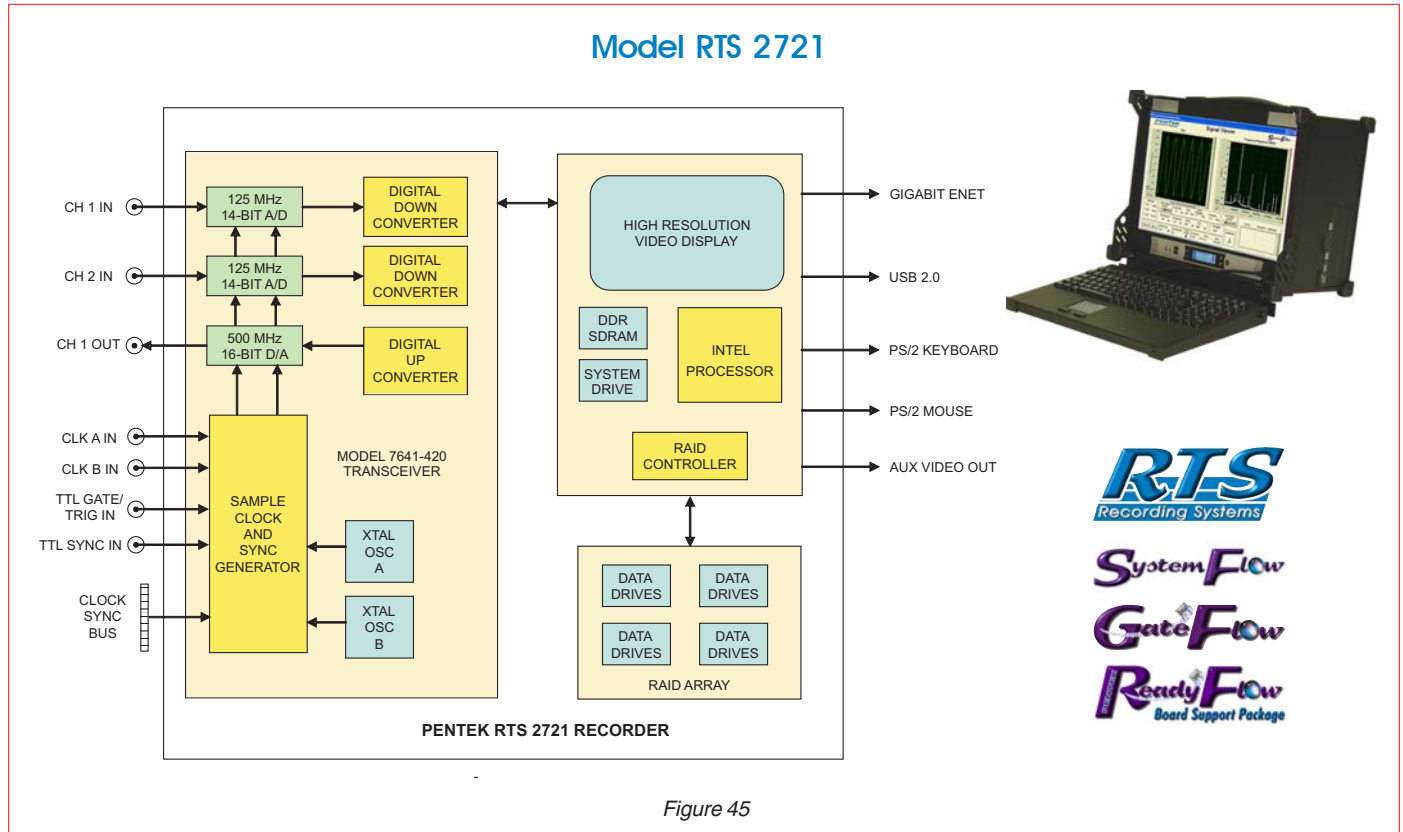 Model RTS 2721
CH 1 IN
125 MHz
14-BIT A/D
DIGITAL
DOWN
CONVERTER
CH 2 IN
125 MHz
14-BIT A/D
DIGITAL
DOWN
CONVERTER
CH 1 OUT
500 MHz
16-BIT D/A
DIGITAL
UP
CONVERTER
CLK A IN
CLK B IN
TTL GATE/
TRIG IN
TTL SYNC IN
CLOCK
SYNC
BUS
SAMPLE
CLOCK
AND
SYNC
GENERATOR
MODEL 7641-420
TRANSCEIVER
XTAL
OSC
A
XTAL
OSC
B
HIGH RESOLUTION
VIDEO DISPLAY
DDR
SDRAM
SYSTEM
DRIVE
INTEL
PROCESSOR
RAID
CONTROLLER
DATA
DRIVES
DATA
DRIVES
DATA
DRIVES
DATA
DRIVES
RAID ARRAY
GIGABIT ENET
USB 2.0
PS/2 KEYBOARD
PS/2 MOUSE
AUX VIDEO OUT
PENTEK RTS 2721 RECORDER
-
PENTEK
Signal Viewer
RTS
Recording Systems
SystemFlow
GateFlow
ReadyFlow
Board Support Package
Figure 45